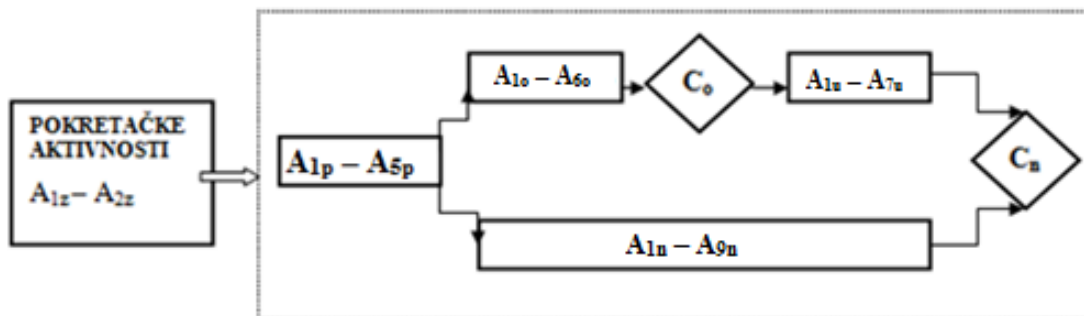 POKRETAČKE
AKTIVNOSTI
A₁z – A₂z
A₁p – A₅p
A₁o – A₆o
Cₒ
A₁u – A₇u
Cₙ
A₁n – A₉n